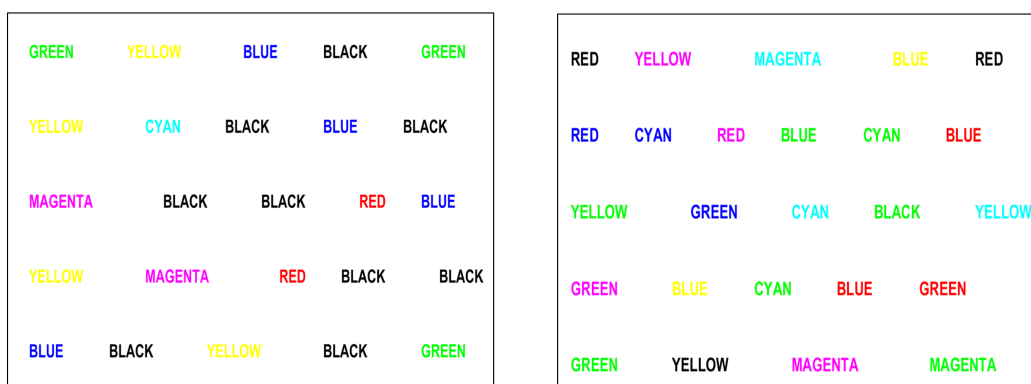 GREEN YELLOW BLUE BLACK GREEN
YELLOW CYAN BLACK BLUE BLACK
MAGENTA BLACK BLACK RED BLUE
YELLOW MAGENTA RED BLACK BLACK
BLUE BLACK YELLOW BLACK GREEN
RED YELLOW MAGENTA BLUE RED
RED CYAN RED BLUE CYAN BLUE
YELLOW GREEN CYAN BLACK YELLOW
GREEN BLUE CYAN BLUE GREEN
GREEN YELLOW MAGENTA MAGENTA